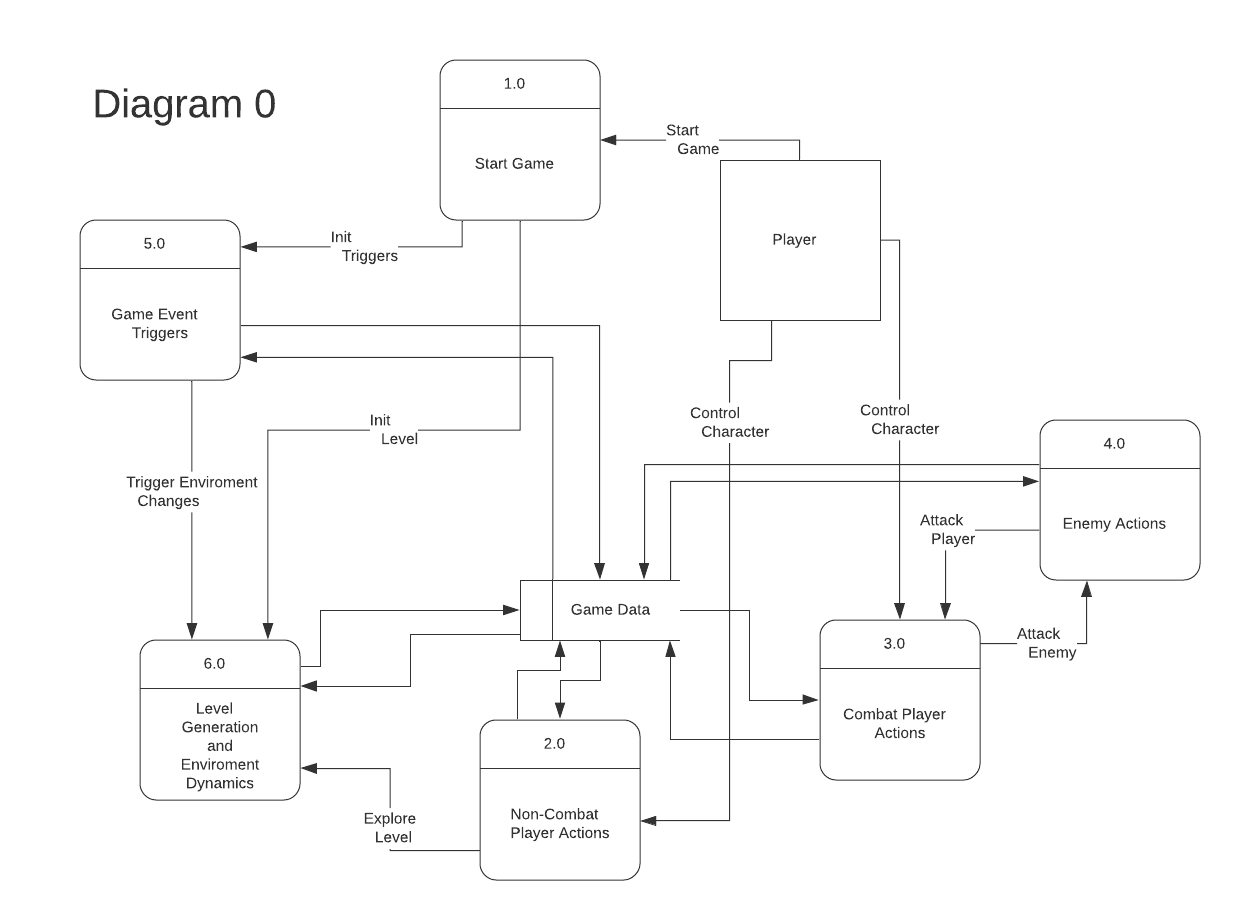 Diagram 0
1.0
Start Game
Start
Game
Player
5.0
Game Event
Triggers
Init
Triggers
Init
Level
Control
Character
Control
Character
4.0
Enemy Actions
Trigger Enviroment
Changes
Attack
Player
Game Data
3.0
Combat Player
Actions
Attack
Enemy
6.0
Level
Generation
and
Enviroment
Dynamics
2.0
Non-Combat
Player Actions
Explore
Level